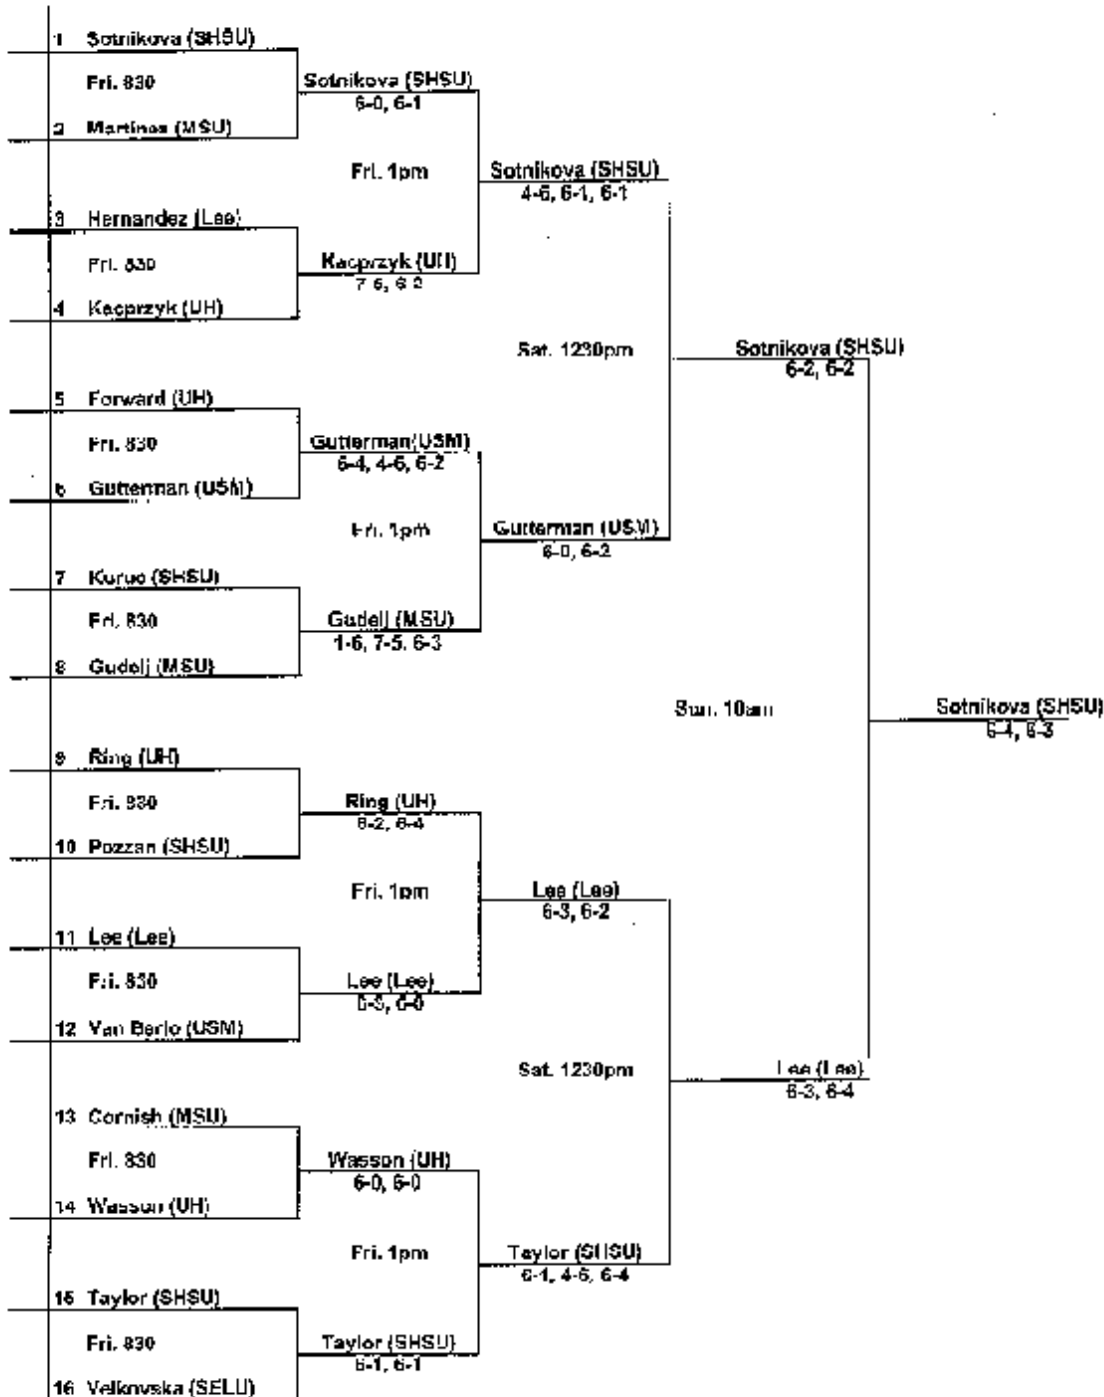 1 Sotnikova (SHSU)
Fri. 830
Sotnikova (SHSU)
6-0, 6-1
2 Martinos (MSU)
Fri. 1pm
Sotnikova (SHSU)
4-6, 6-1, 6-1
3 Hernandez (Lee)
Fri. 830
Kacprzyk (UH)
4 Kacprzyk (UH)
Sat. 1230pm
Sotnikova (SHSU)
6-2, 6-2
5 Forward (UH)
Fri. 830
Gutterman(USM)
6-4, 4-6, 6-2
6 Gutterman (USM)
Fri. 1pm
Gutterman (USM)
6-0, 6-2
7 Kuruc (SHSU)
Fri. 830
Gudelj (MSU)
1-6, 7-5, 6-3
8 Gudelj (MSU)
Sun. 10am
Sotnikova (SHSU)
6-4, 6-3
9 Ring (UH)
Fri. 830
Ring (UH)
6-2, 6-4
10 Pozzan (SHSU)
Fri. 1pm
Lee (Lee)
6-3, 6-2
11 Lee (Lee)
Fri. 830
Lee (Lee)
12 Van Berlo (USM)
Sat. 1230pm
Lee (Lee)
6-3, 6-4
13 Cornish (MSU)
Fri. 830
Wasson (UH)
6-0, 6-0
14 Wasson (UH)
Fri. 1pm
Taylor (SHSU)
6-1, 4-6, 6-4
15 Taylor (SHSU)
Fri. 830
Taylor (SHSU)
6-1, 6-1
16 Velkovska (SELU)